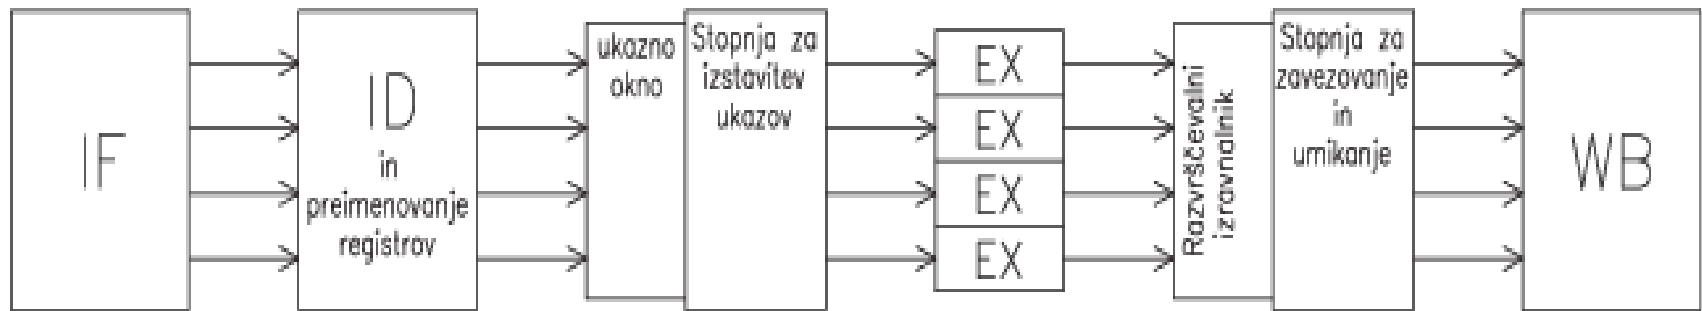 IF
ID
in
preimenovanje
registrov
ukazno
okno
Stopnja za
izstavitev
ukazov
EX
EX
EX
EX
Razvrščevalni
izravnalnik
Stopnja za
zavezovanje
in
umikanje
WB